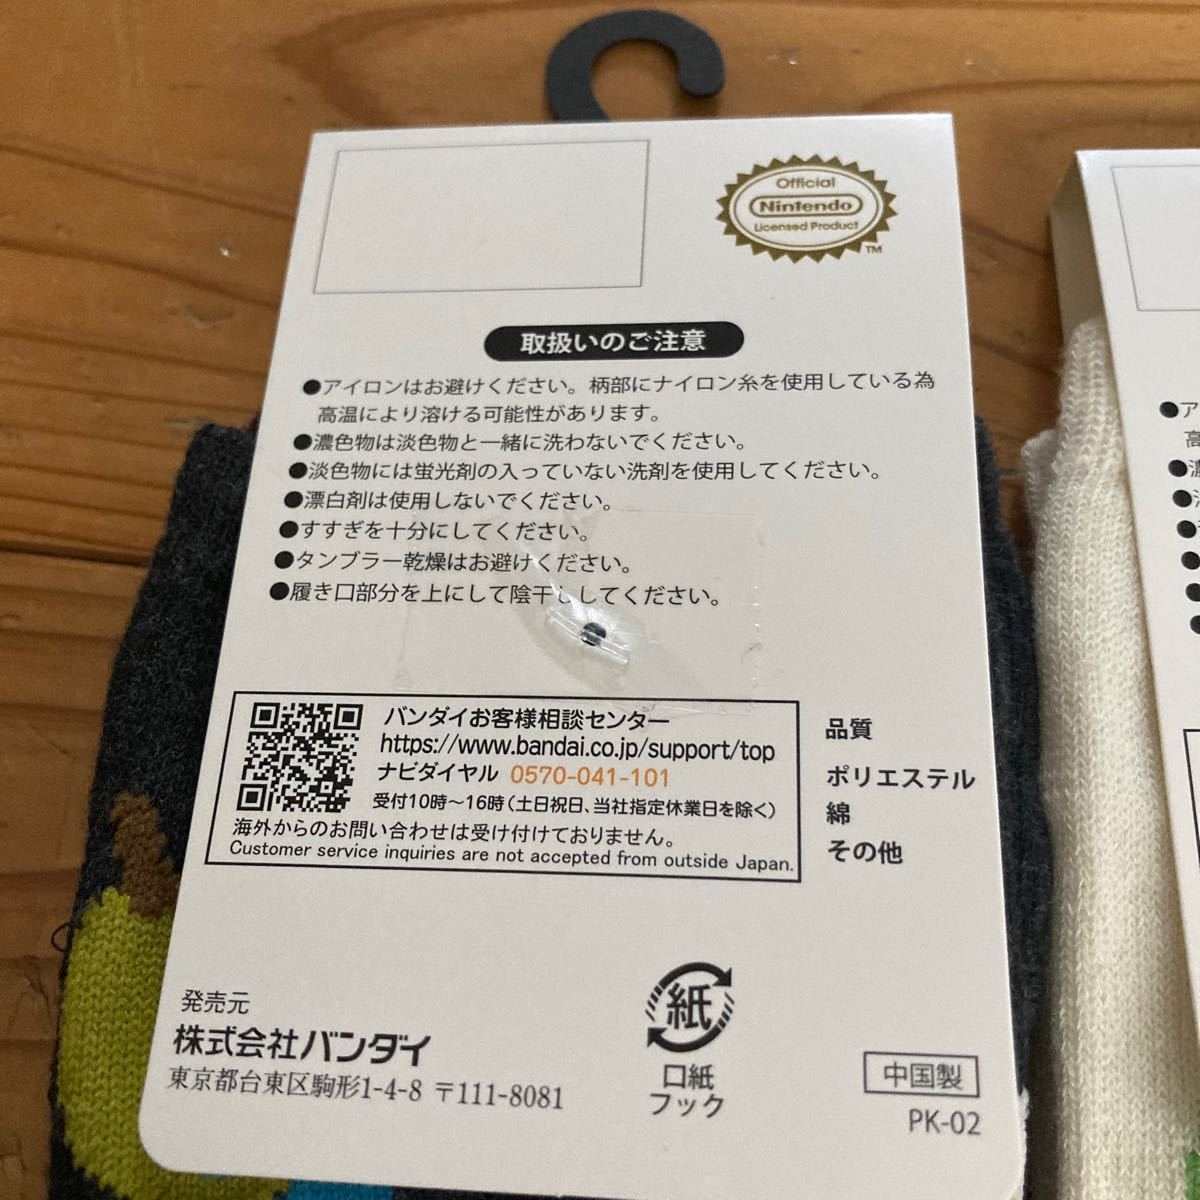 Official
Nintendo
Licensed Product
TM
取扱いのご注意
●アイロンはお避けください。柄部にナイロン糸を使用している為
高温により溶ける可能性があります。
●濃色物は淡色物と一緒に洗わないでください。
●淡色物には蛍光剤の入っていない洗剤を使用してください。
●漂白剤は使用しないでください。
●すすぎを十分にしてください。
●タンブラー乾燥はお避けください。
●履き口部分を上にして陰干ししてください。
バンダイお客様相談センター
https://www.bandai.co.jp/support/top
ナビダイヤル 0570-041-101
受付10時～16時(土日祝日、当社指定休業日を除く)
海外からのお問い合わせは受け付けておりません。
Customer service inquiries are not accepted from outside Japan.
品質
ポリエステル
綿
その他
発売元
株式会社バンダイ
東京都台東区駒形1-4-8 〒111-8081
紙
口紙
フック
中国製
PK-02
●ア
高
●濃